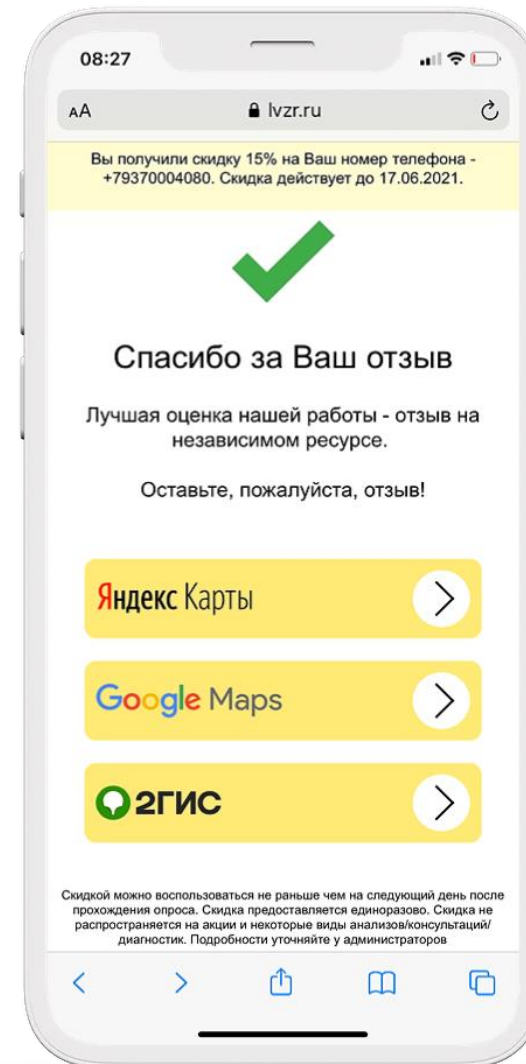 08:27
AA lvzr.ru
Вы получили скидку 15% на Ваш номер телефона -
+79370004080. Скидка действует до 17.06.2021.
Спасибо за Ваш отзыв
Лучшая оценка нашей работы - отзыв на
независимом ресурсе.
Оставьте, пожалуйста, отзыв!
Яндекс Карты
Google Maps
2ГИС
Скидкой можно воспользоваться не раньше чем на следующий день после
прохождения опроса. Скидка предоставляется единоразово. Скидка не
распространяется на акции и некоторые виды анализов/консультаций/
диагностик. Подробности уточняйте у администраторов